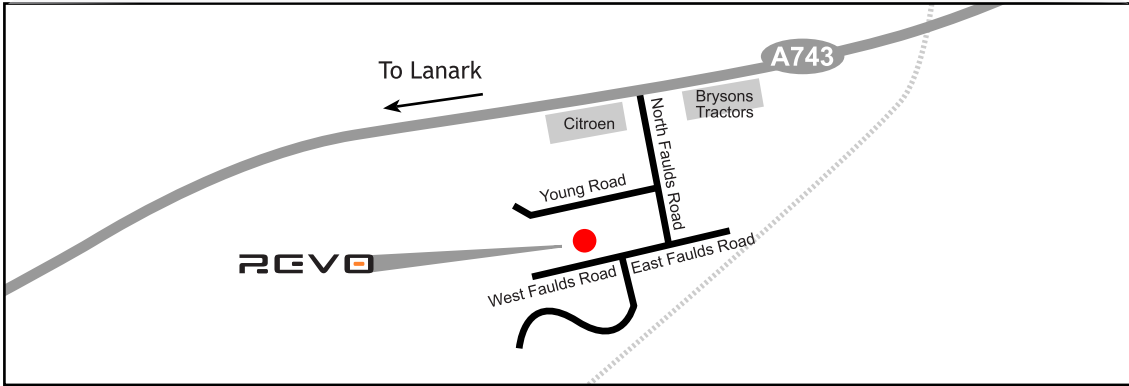 A743
To Lanark
Brysons
Tractors
Citroen
North Faulds Road
Young Road
East Faulds Road
REVO
West Faulds Road